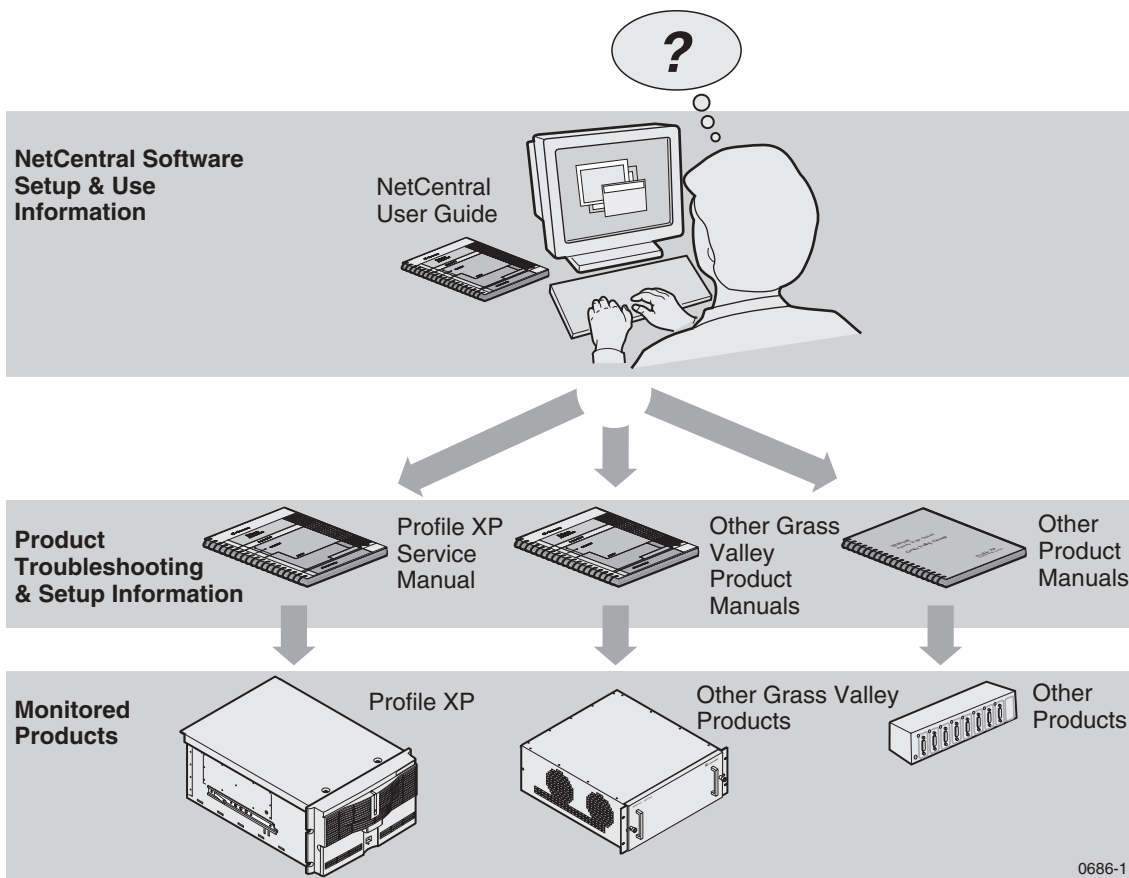 ?
NetCentral Software
Setup & Use
Information
NetCentral
User Guide
Product
Troubleshooting
& Setup Information
Profile XP
Service
Manual
Other Grass
Valley
Product
Manuals
Other
Product
Manuals
Monitored
Products
Profile XP
Other Grass Valley
Products
Other
Products
0686-1